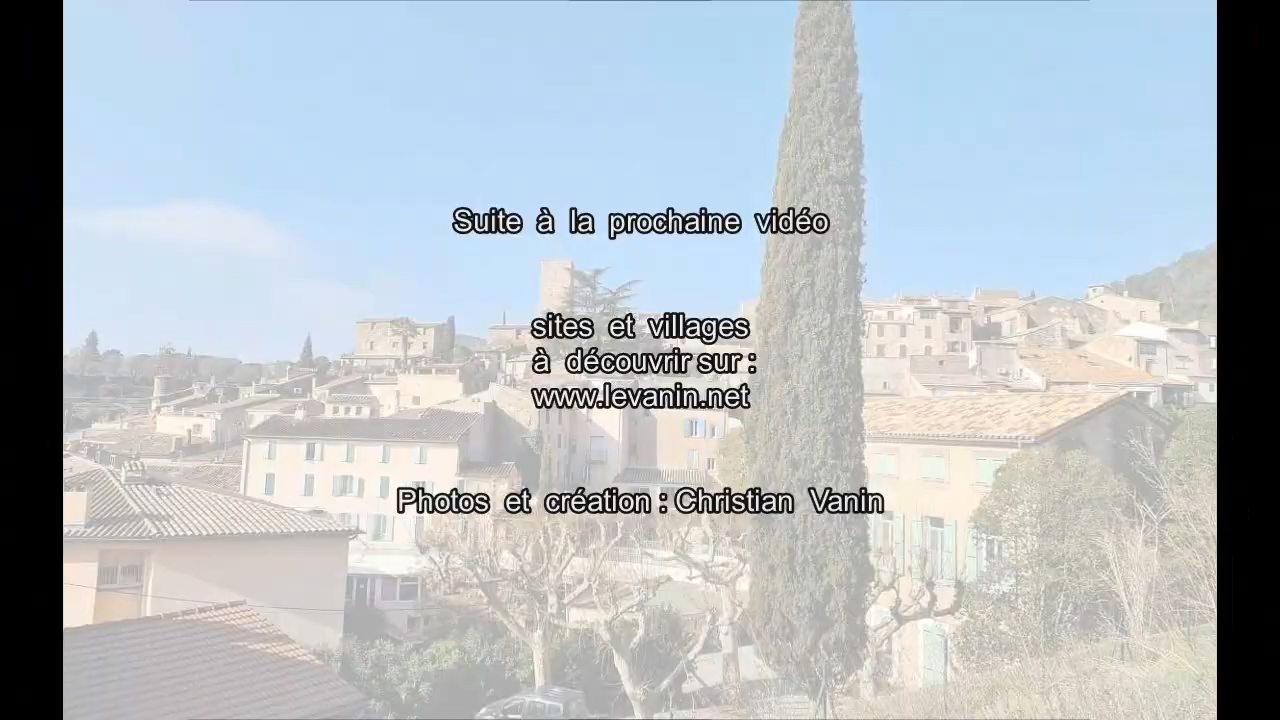 Suite à la prochaine vidéo
sites et villages
à découvrir sur :
www.levanin.net
Photos et création : Christian Vanin